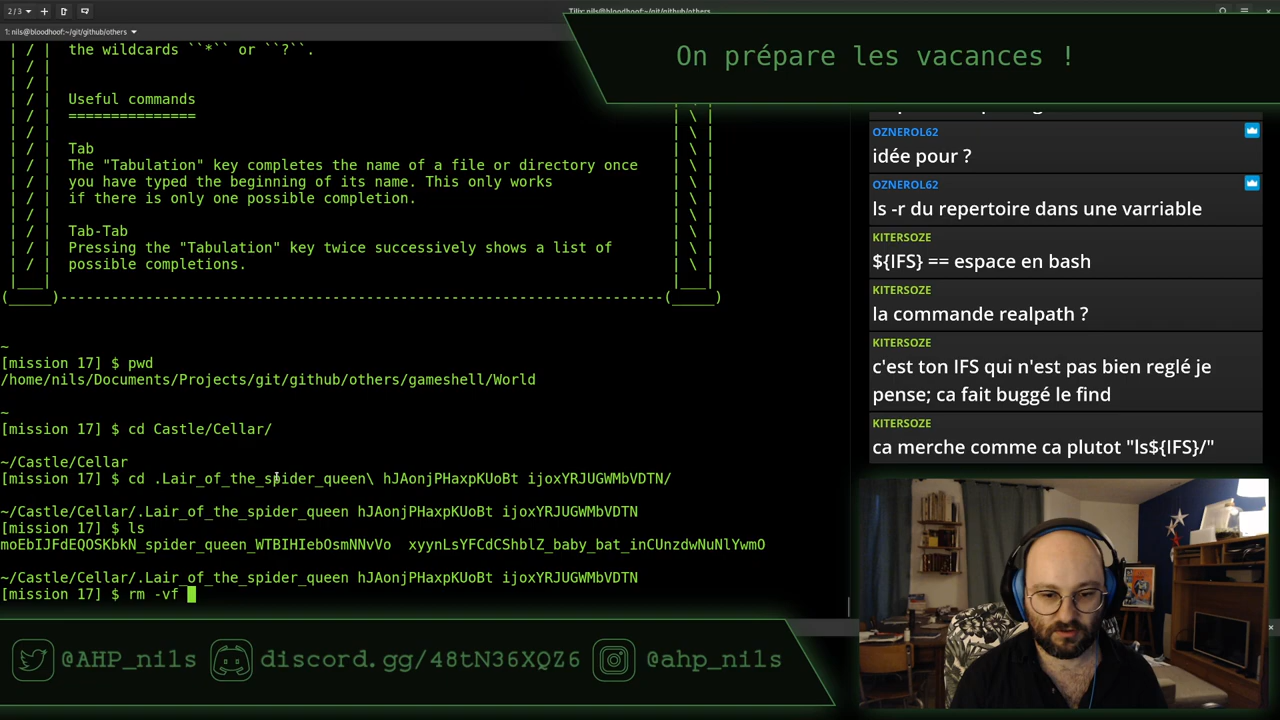 2 / 3
Tilix: nils@bloodhoof:~/git/github/others
1: nils@bloodhoof:~/git/github/others
On prépare les vacances !
| / |  the wildcards ``*`` or ``?``.
| / |
| / |
| / |  Useful commands
| / |  ===============
| / |
| / |  Tab
| / |  The "Tabulation" key completes the name of a file or directory once
| / |  you have typed the beginning of its name. This only works
| / |  if there is only one possible completion.
| / |
| / |  Tab-Tab
| / |  Pressing the "Tabulation" key twice successively shows a list of
| / |  possible completions.
|___|
(_____)----------------------------------------------------------------------(_____)
~
[mission 17] $ pwd
/home/nils/Documents/Projects/git/github/others/gameshell/World
~
[mission 17] $ cd Castle/Cellar/
~/Castle/Cellar
[mission 17] $ cd .Lair_of_the_spider_queen\ hJAonjPHaxpKUoBt ijoxYRJUGWMbVDTN/
~/Castle/Cellar/.Lair_of_the_spider_queen hJAonjPHaxpKUoBt ijoxYRJUGWMbVDTN
[mission 17] $ ls
moEbIJFdEQOSKbkN_spider_queen_WTBIHIebOsmNNvVo  xyynLsYFCdCShblZ_baby_bat_inCUnzdwNuNlYwmO
~/Castle/Cellar/.Lair_of_the_spider_queen hJAonjPHaxpKUoBt ijoxYRJUGWMbVDTN
[mission 17] $ rm -vf
OZNEROL62
idée pour ?
OZNEROL62
ls -r du repertoire dans une varriable
KITERSOZE
${IFS} == espace en bash
KITERSOZE
la commande realpath ?
KITERSOZE
c'est ton IFS qui n'est pas bien reglé je
pense; ca fait buggé le find
KITERSOZE
ca merche comme ca plutot "ls${IFS}/"
@AHP_nils
discord.gg/48tN36XQZ6
@ahp_nils